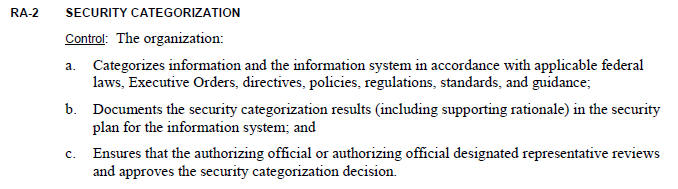 RA-2 SECURITY CATEGORIZATION
Control: The organization:
a. Categorizes information and the information system in accordance with applicable federal
laws, Executive Orders, directives, policies, regulations, standards, and guidance;
b. Documents the security categorization results (including supporting rationale) in the security
plan for the information system; and
c. Ensures that the authorizing official or authorizing official designated representative reviews
and approves the security categorization decision.